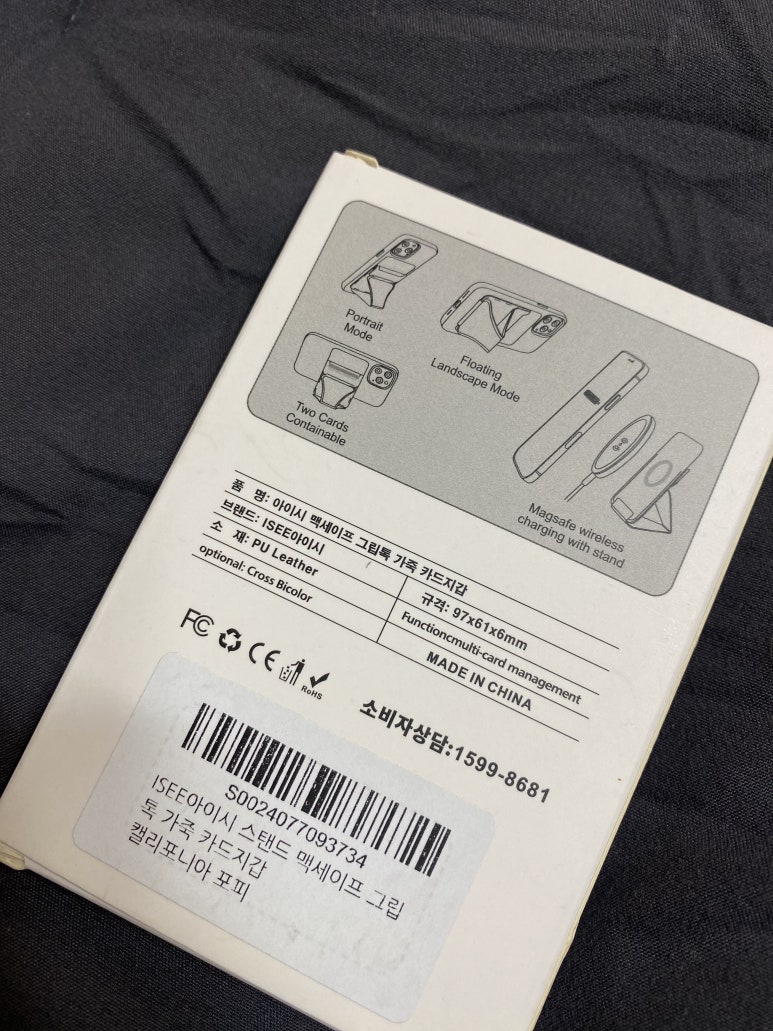 Portrait
Mode
Floating
Landscape Mode
Two Cards
Containable
Magsafe wireless
charging with stand
품 명: 아이시 맥세이프 그립톡 가죽 카드지갑
브랜드: ISEE아이시
규격: 97x61x6mm
소 재: PU Leather
Functioncmulti-card management
optional: Cross Bicolor
MADE IN CHINA
FC CE RoHS
소비자상담:1599-8681
S0024077093734
ISEE아이시 스탠드 맥세이프 그립
톡 가죽 카드지갑
캘리포니아 포피